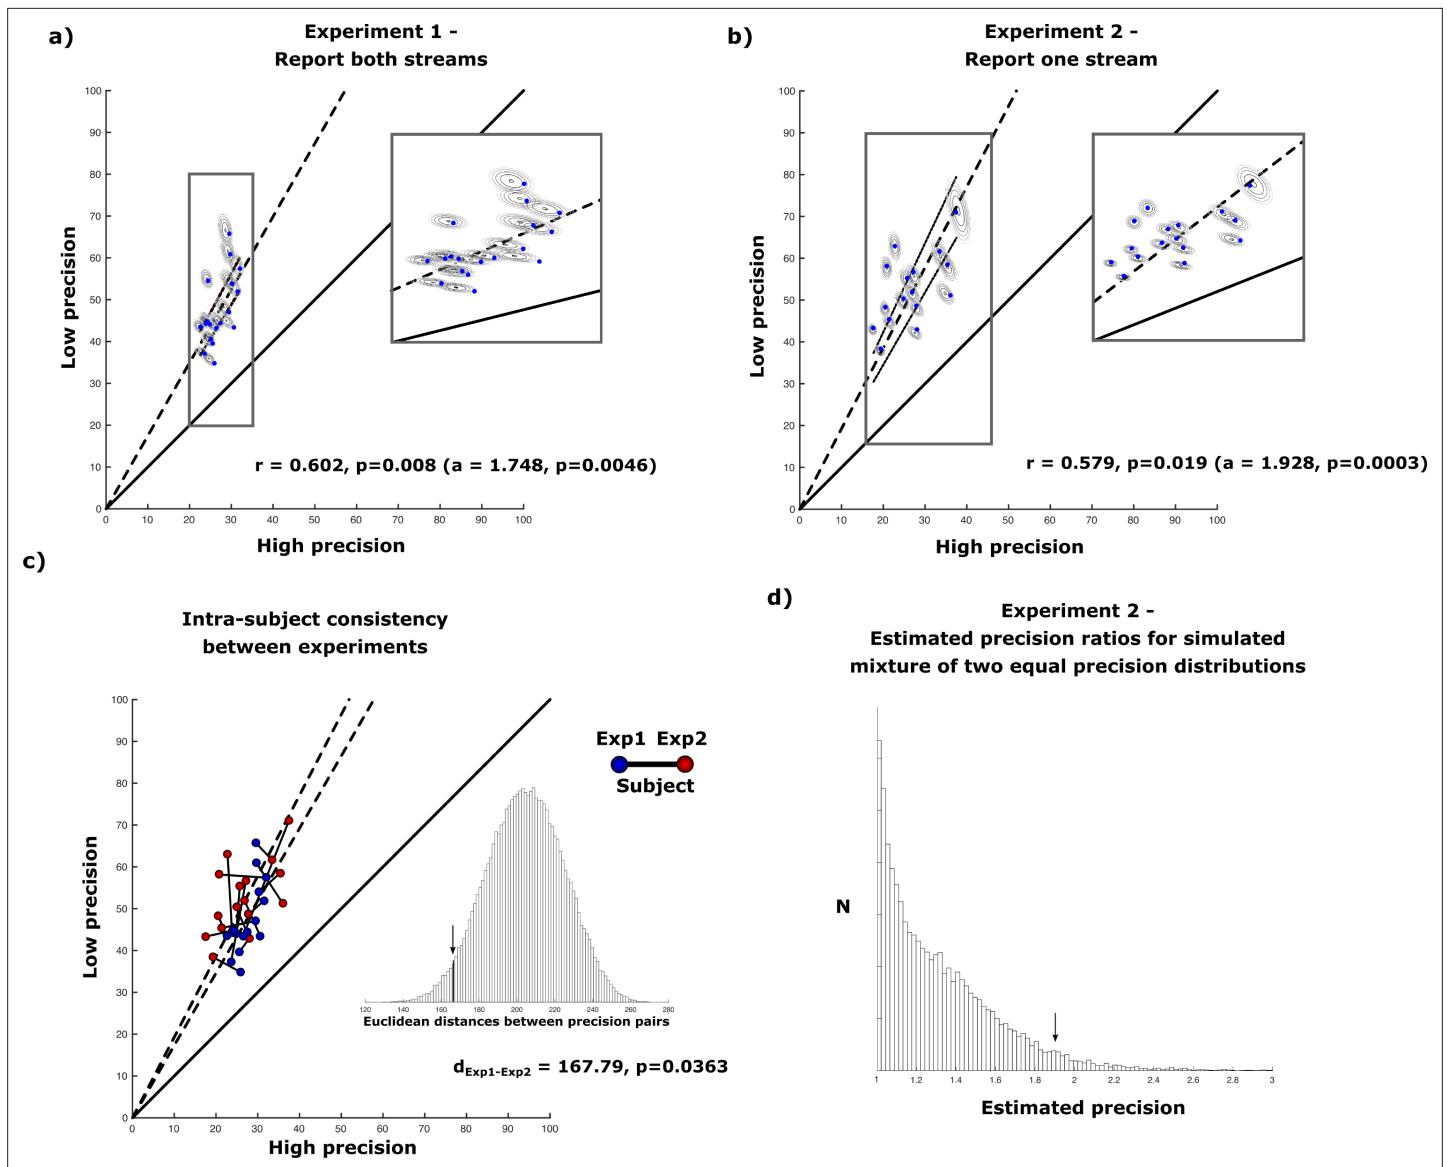 a)
Experiment 1 -
Report both streams
100
90
80
70
60
50
40
30
20
10
0
Low precision
r = 0.602, p=0.008 (a = 1.748, p=0.0046)
0 10 20 30 40 50 60 70 80 90 100
High precision
b)
Experiment 2 -
Report one stream
100
90
80
70
60
50
40
30
20
10
0
Low precision
r = 0.579, p=0.019 (a = 1.928, p=0.0003)
0 10 20 30 40 50 60 70 80 90 100
High precision
c)
Intra-subject consistency
between experiments
100
90
80
70
60
50
40
30
20
10
0
Low precision
Exp1 Exp2
Subject
120 140 160 180 200 220 240 260 280
Euclidean distances between precision pairs
dExp1-Exp2 = 167.79, p=0.0363
0 10 20 30 40 50 60 70 80 90 100
High precision
d)
Experiment 2 -
Estimated precision ratios for simulated
mixture of two equal precision distributions
N
1 1.2 1.4 1.6 1.8 2 2.2 2.4 2.6 2.8 3
Estimated precision